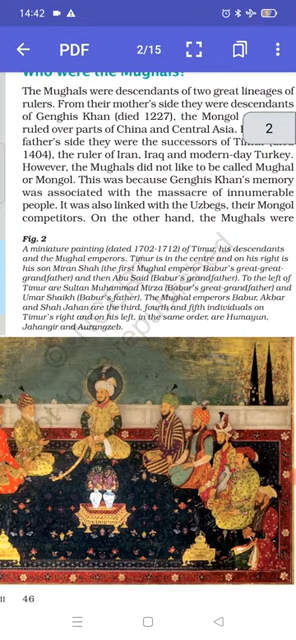 14:42
PDF
2/15
Who were the Mughals?
The Mughals were descendants of two great lineages of
rulers. From their mother's side they were descendants
of Genghis Khan (died 1227), the Mongol
ruled over parts of China and Central Asia.
2
father's side they were the successors of
1404), the ruler of Iran, Iraq and modern-day Turkey.
However, the Mughals did not like to be called Mughal
or Mongol. This was because Genghis Khan's memory
was associated with the massacre of innumerable
people. It was also linked with the Uzbegs, their Mongol
competitors. On the other hand, the Mughals were
Fig. 2
A miniature painting (dated 1702-1712) of Timur, his descendants
and the Mughal emperors. Timur is in the centre and on his right is
his son Miran Shah (the first Mughal emperor Babur's great-great-
grandfather) and then Abu Said (Babur's grandfather). To the left of
Timur are Sultan Muhammad Mirza (Babur's great-grandfather) and
Umar Shaikh (Babur's father). The Mughal emperors Babur, Akbar
and Shah Jahan are the third, fourth and fifth individuals on
Timur's right and on his left, in the same order, are Humayun,
Jahangir and Aurangzeb.
II 46